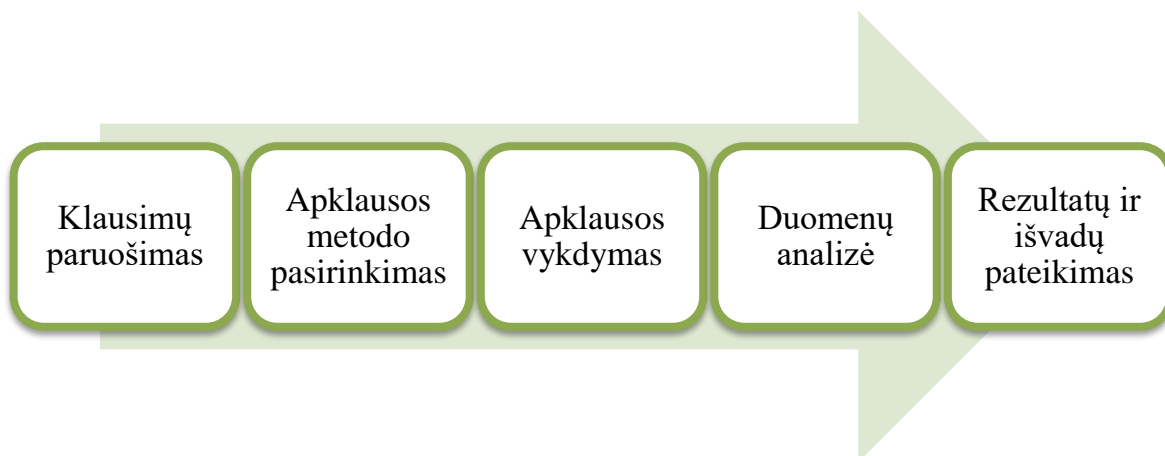 Klausimų
paruošimas
Apklausos
metodo
pasirinkimas
Apklausos
vykdymas
Duomenų
analizė
Rezultatų ir
išvadų
pateikimas